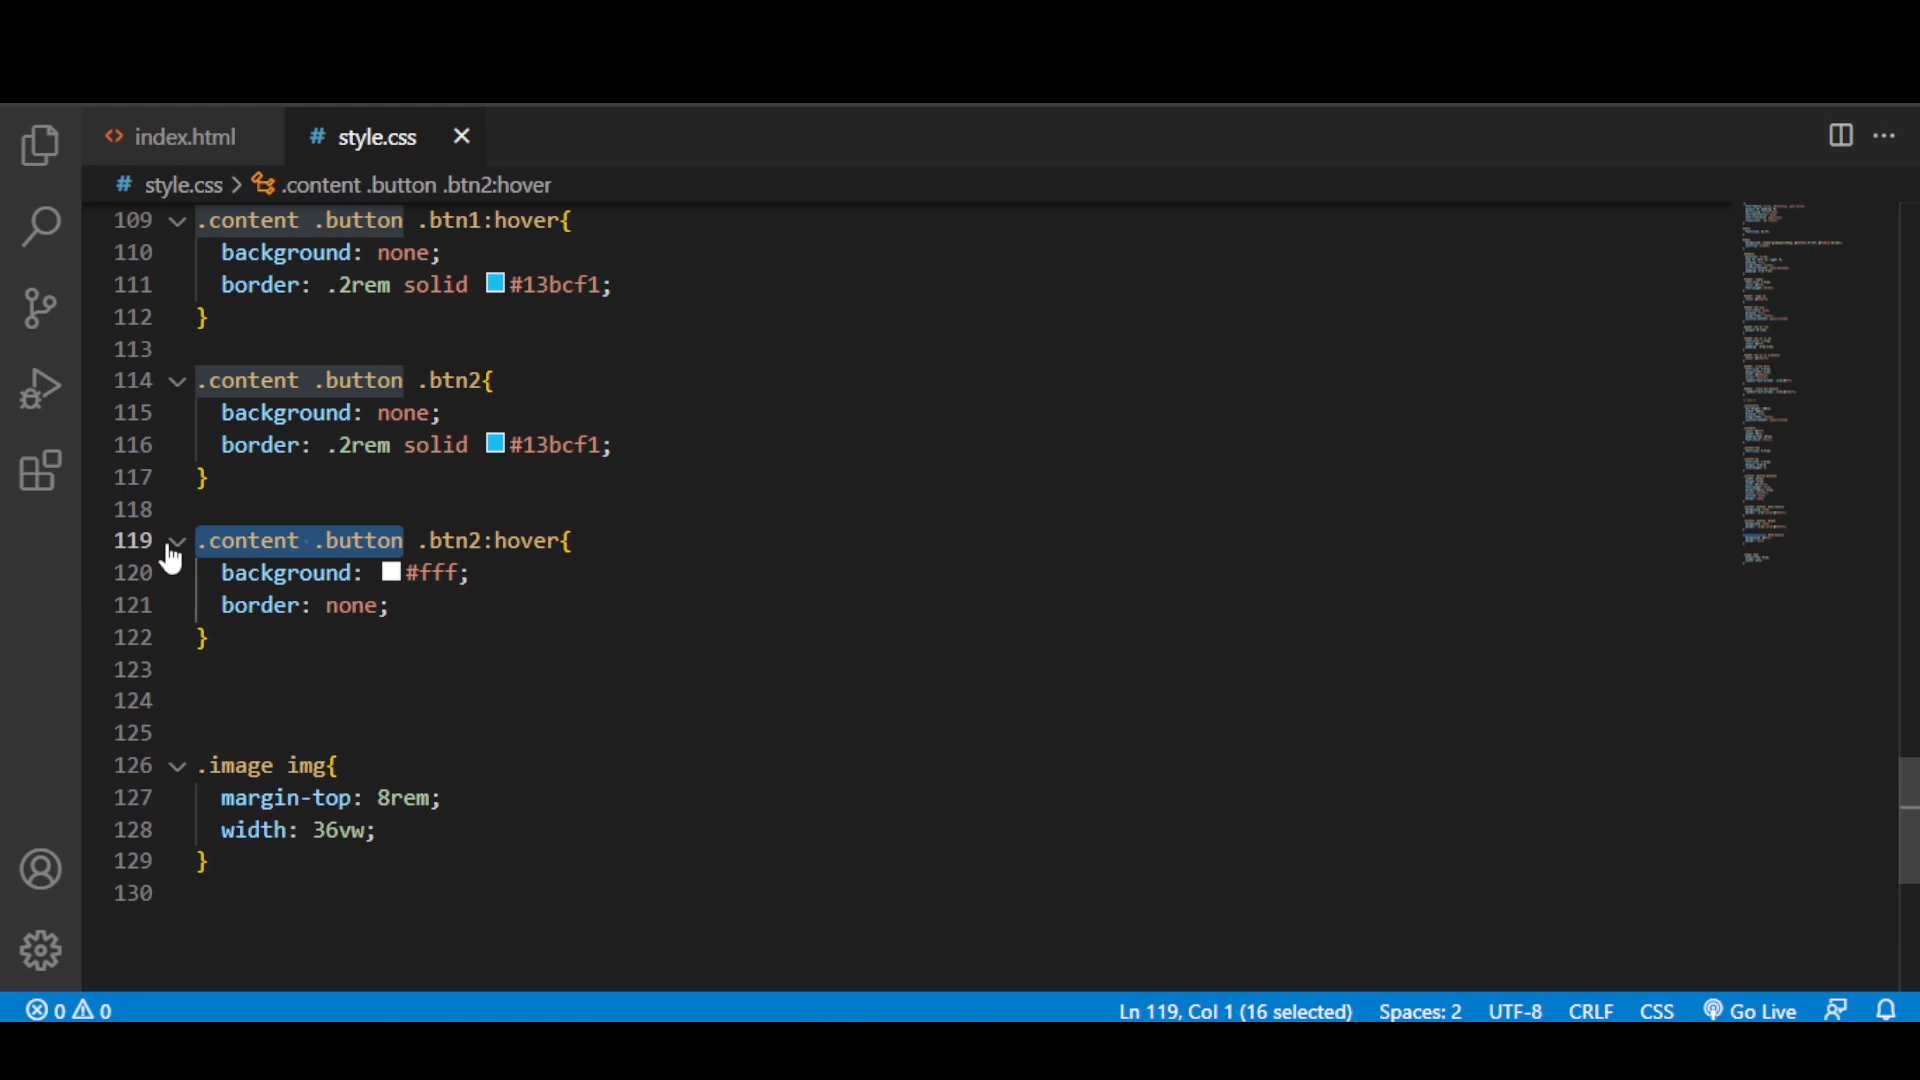 index.html
style.css
style.css > .content .button .btn2:hover
109 .content .button .btn1:hover{
110 background: none;
111 border: .2rem solid #13bcf1;
112 }
113
114 .content .button .btn2{
115 background: none;
116 border: .2rem solid #13bcf1;
117 }
118
119 .content .button .btn2:hover{
120 background: #fff;
121 border: none;
122 }
123
124
125
126 .image img{
127 margin-top: 8rem;
128 width: 36vw;
129 }
130
0 0 Ln 119, Col 1 (16 selected) Spaces: 2 UTF-8 CRLF CSS Go Live